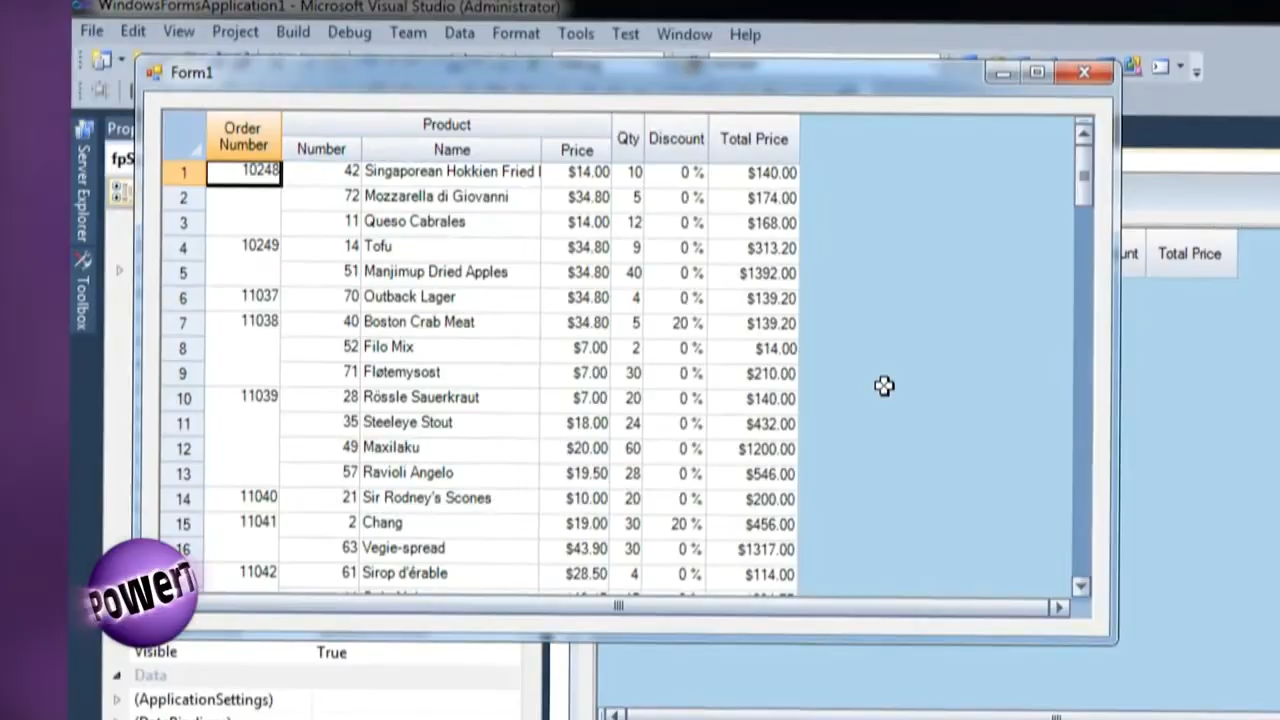 WindowsFormsApplication1 - Microsoft Visual Studio (Administrator)
File Edit View Project Build Debug Team Data Format Tools Test Window Help
Form1
Server Explorer
Toolbox
Order Number Product Qty Discount Total Price
Number Name Price
1 10248 42 Singaporean Hokkien Fried $14.00 10 0 % $140.00
2 72 Mozzarella di Giovanni $34.80 5 0 % $174.00
3 11 Queso Cabrales $14.00 12 0 % $168.00
4 10249 14 Tofu $34.80 9 0 % $313.20
5 51 Manjimup Dried Apples $34.80 40 0 % $1392.00
6 11037 70 Outback Lager $34.80 4 0 % $139.20
7 11038 40 Boston Crab Meat $34.80 5 20 % $139.20
8 52 Filo Mix $7.00 2 0 % $14.00
9 71 Fløtemysost $7.00 30 0 % $210.00
10 11039 28 Rössle Sauerkraut $7.00 20 0 % $140.00
11 35 Steeleye Stout $18.00 24 0 % $432.00
12 49 Maxilaku $20.00 60 0 % $1200.00
13 57 Ravioli Angelo $19.50 28 0 % $546.00
14 11040 21 Sir Rodney's Scones $10.00 20 0 % $200.00
15 11041 2 Chang $19.00 30 20 % $456.00
16 63 Vegie-spread $43.90 30 0 % $1317.00
11042 61 Sirop d'érable $28.50 4 0 % $114.00
Total Price
Visible True
Data
(ApplicationSettings)